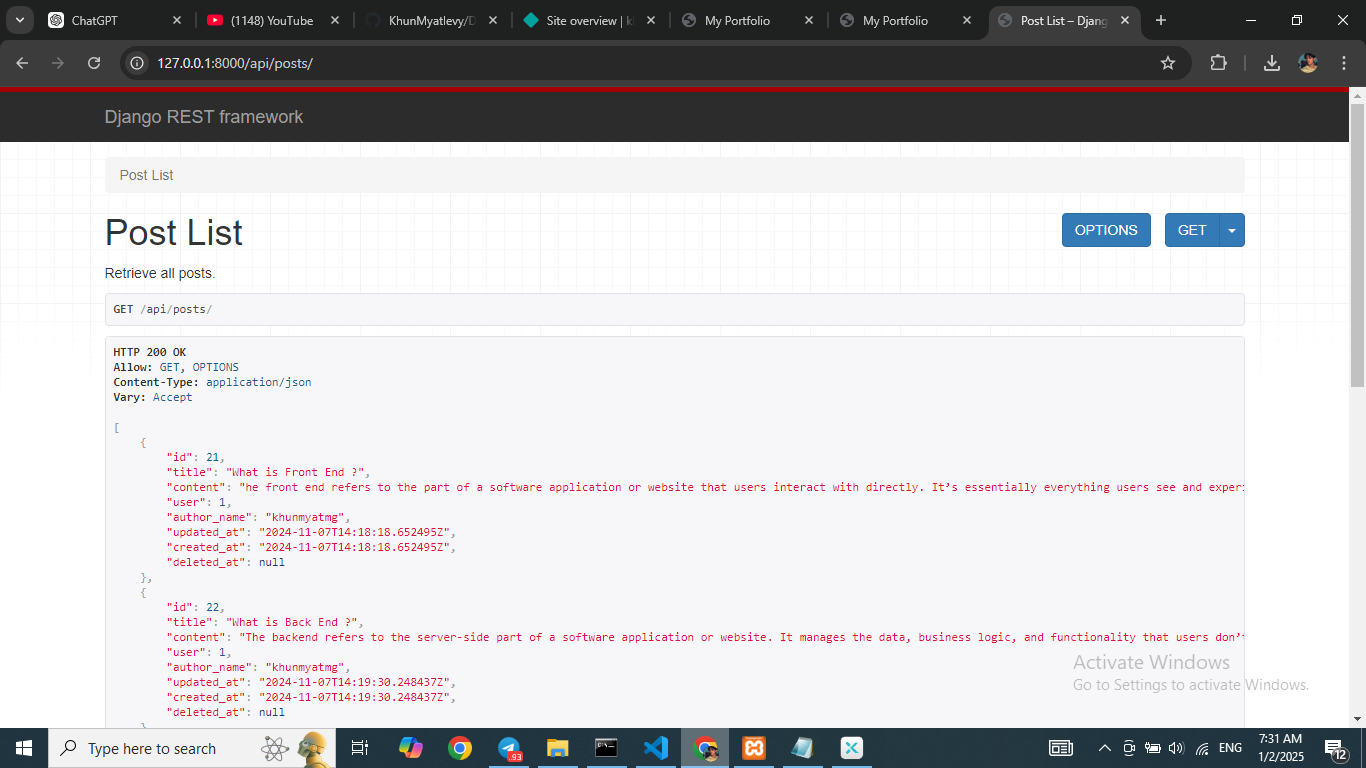 ChatGPT
(1148) YouTube
KhunMyatlevy/D
Site overview | k
My Portfolio
My Portfolio
Post List – Djang
127.0.0.1:8000/api/posts/
Django REST framework
Post List
Post List
OPTIONS
GET
Retrieve all posts.
GET /api/posts/
HTTP 200 OK
Allow: GET, OPTIONS
Content-Type: application/json
Vary: Accept
[
{
"id": 21,
"title": "What is Front End ?",
"content": "he front end refers to the part of a software application or website that users interact with directly. It’s essentially everything users see and experi
"user": 1,
"author_name": "khunmyatmg",
"updated_at": "2024-11-07T14:18:18.652495Z",
"created_at": "2024-11-07T14:18:18.652495Z",
"deleted_at": null
},
{
"id": 22,
"title": "What is Back End ?",
"content": "The backend refers to the server-side part of a software application or website. It manages the data, business logic, and functionality that users don’t
"user": 1,
"author_name": "khunmyatmg",
"updated_at": "2024-11-07T14:19:30.248437Z",
"created_at": "2024-11-07T14:19:30.248437Z",
"deleted_at": null
Activate Windows
Go to Settings to activate Windows.
Type here to search
.93
ENG
7:31 AM
1/2/2025
12